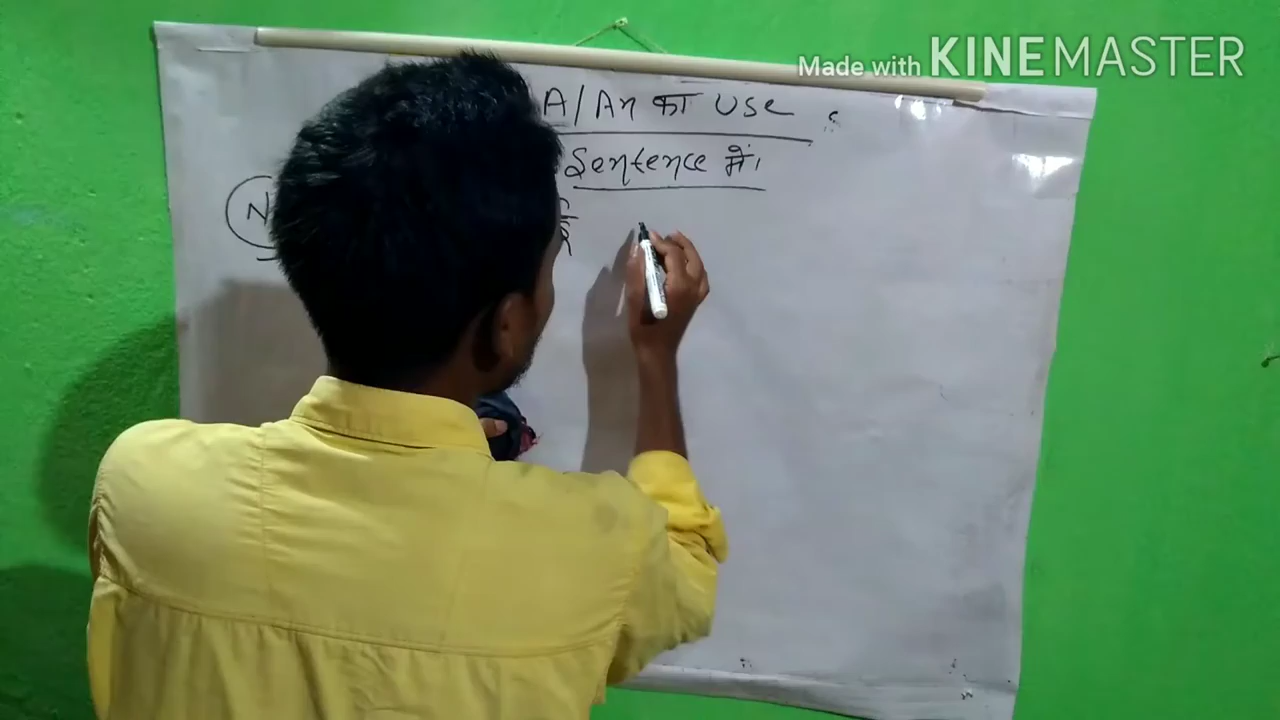 Made with KINEMASTER
A/An का Use
Sentence में।
N